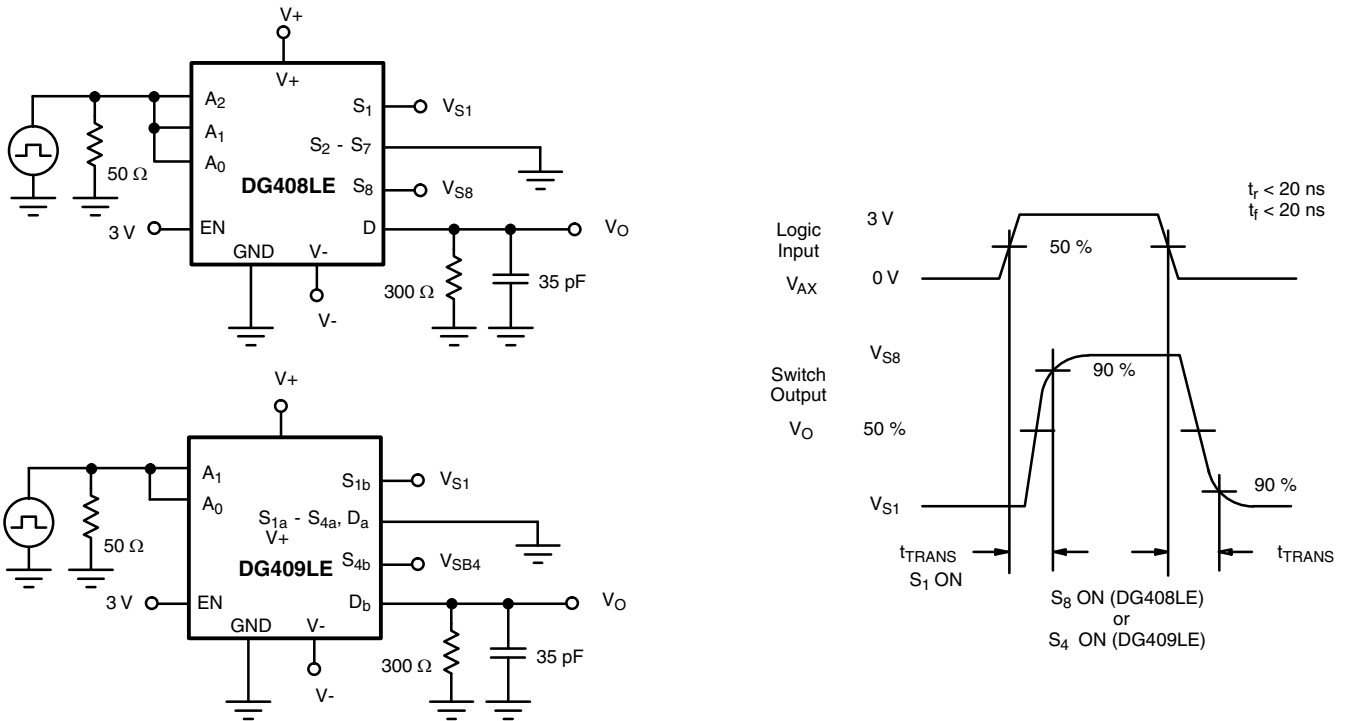 V+
V+
A2
A1
A0
50 Ω
DG408LE
S1
VS1
S2 - S7
S8
VS8
3 V
EN
D
VO
GND
V-
V-
300 Ω
35 pF
V+
A1
A0
50 Ω
S1b
VS1
S1a - S4a, Da
V+
DG409LE
S4b
VSB4
3 V
EN
Db
VO
GND
V-
V-
300 Ω
35 pF
tr < 20 ns
tf < 20 ns
Logic
Input
VAX
3 V
50 %
0 V
Switch
Output
VO
VS8
90 %
50 %
VS1
90 %
tTRANS
tTRANS
S1 ON
S8 ON (DG408LE)
or
S4 ON (DG409LE)